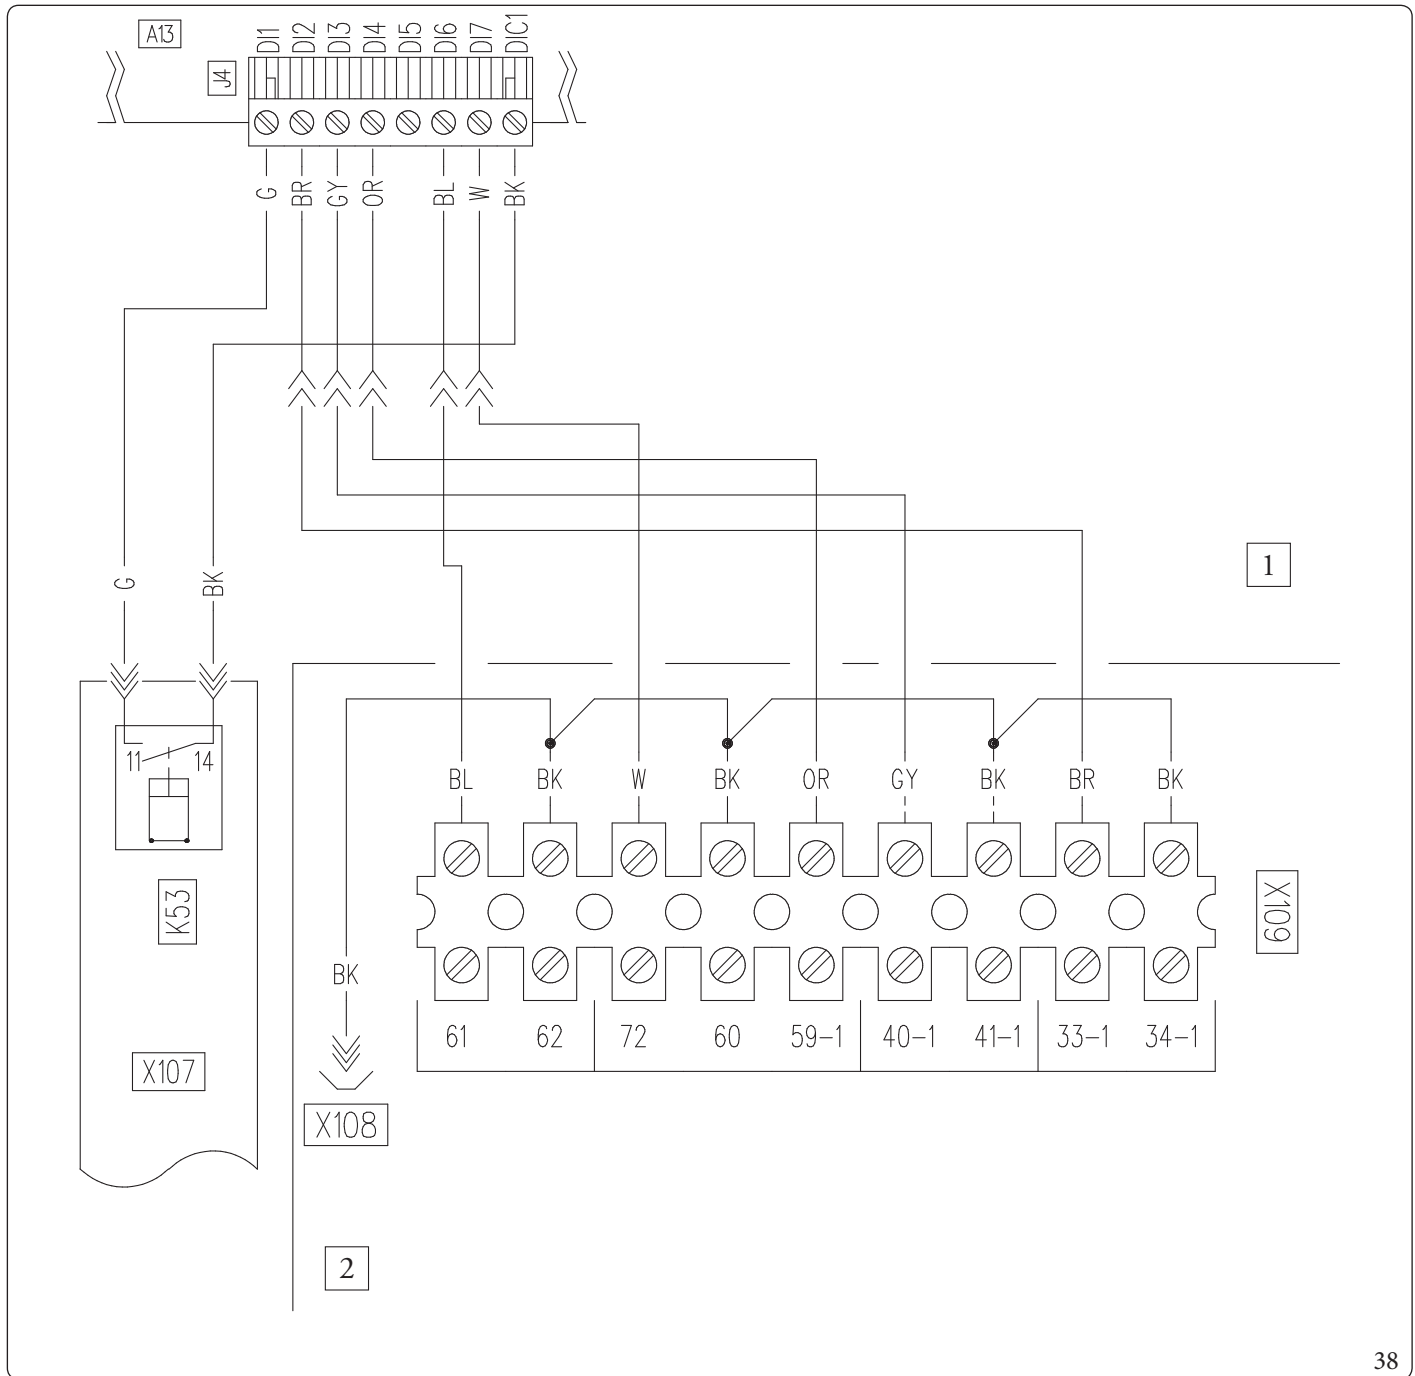 A13
J4
DI1 DI2 DI3 DI4 DI5 DI6 DI7 DIC1
G BR GY OR BL W BK
G BK
1
11 14
BL BK W BK OR GY BK BR BK
K53
X109
BK
61 62 72 60 59-1 40-1 41-1 33-1 34-1
X107
X108
2
38